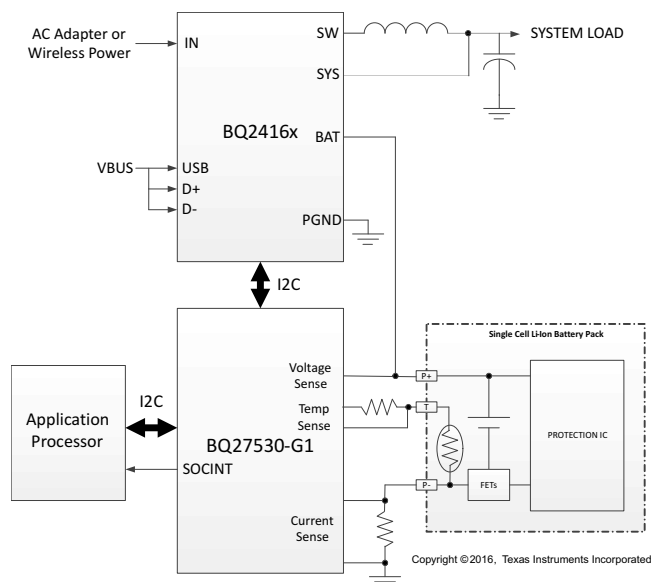 AC Adapter or
Wireless Power
IN
SW
SYSTEM LOAD
SYS
BQ2416x
BAT
VBUS
USB
D+
D-
PGND
I2C
Single Cell Li-Ion Battery Pack
Voltage
Sense
P+
Temp
Sense
T
Application
Processor
I2C
BQ27530-G1
PROTECTION IC
SOCINT
P-
FETs
Current
Sense
Copyright © 2016, Texas Instruments Incorporated